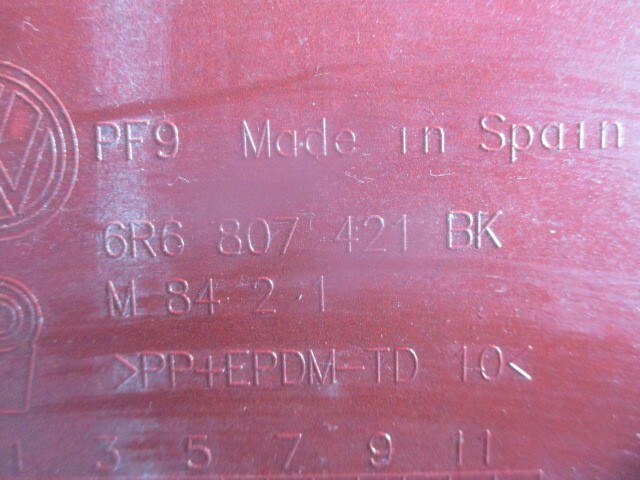 PF9 Made in Spain
6R6 807 421 BK
M 84 2 1
>PP+EPDM-TD 10<
1 3 5 7 9 11